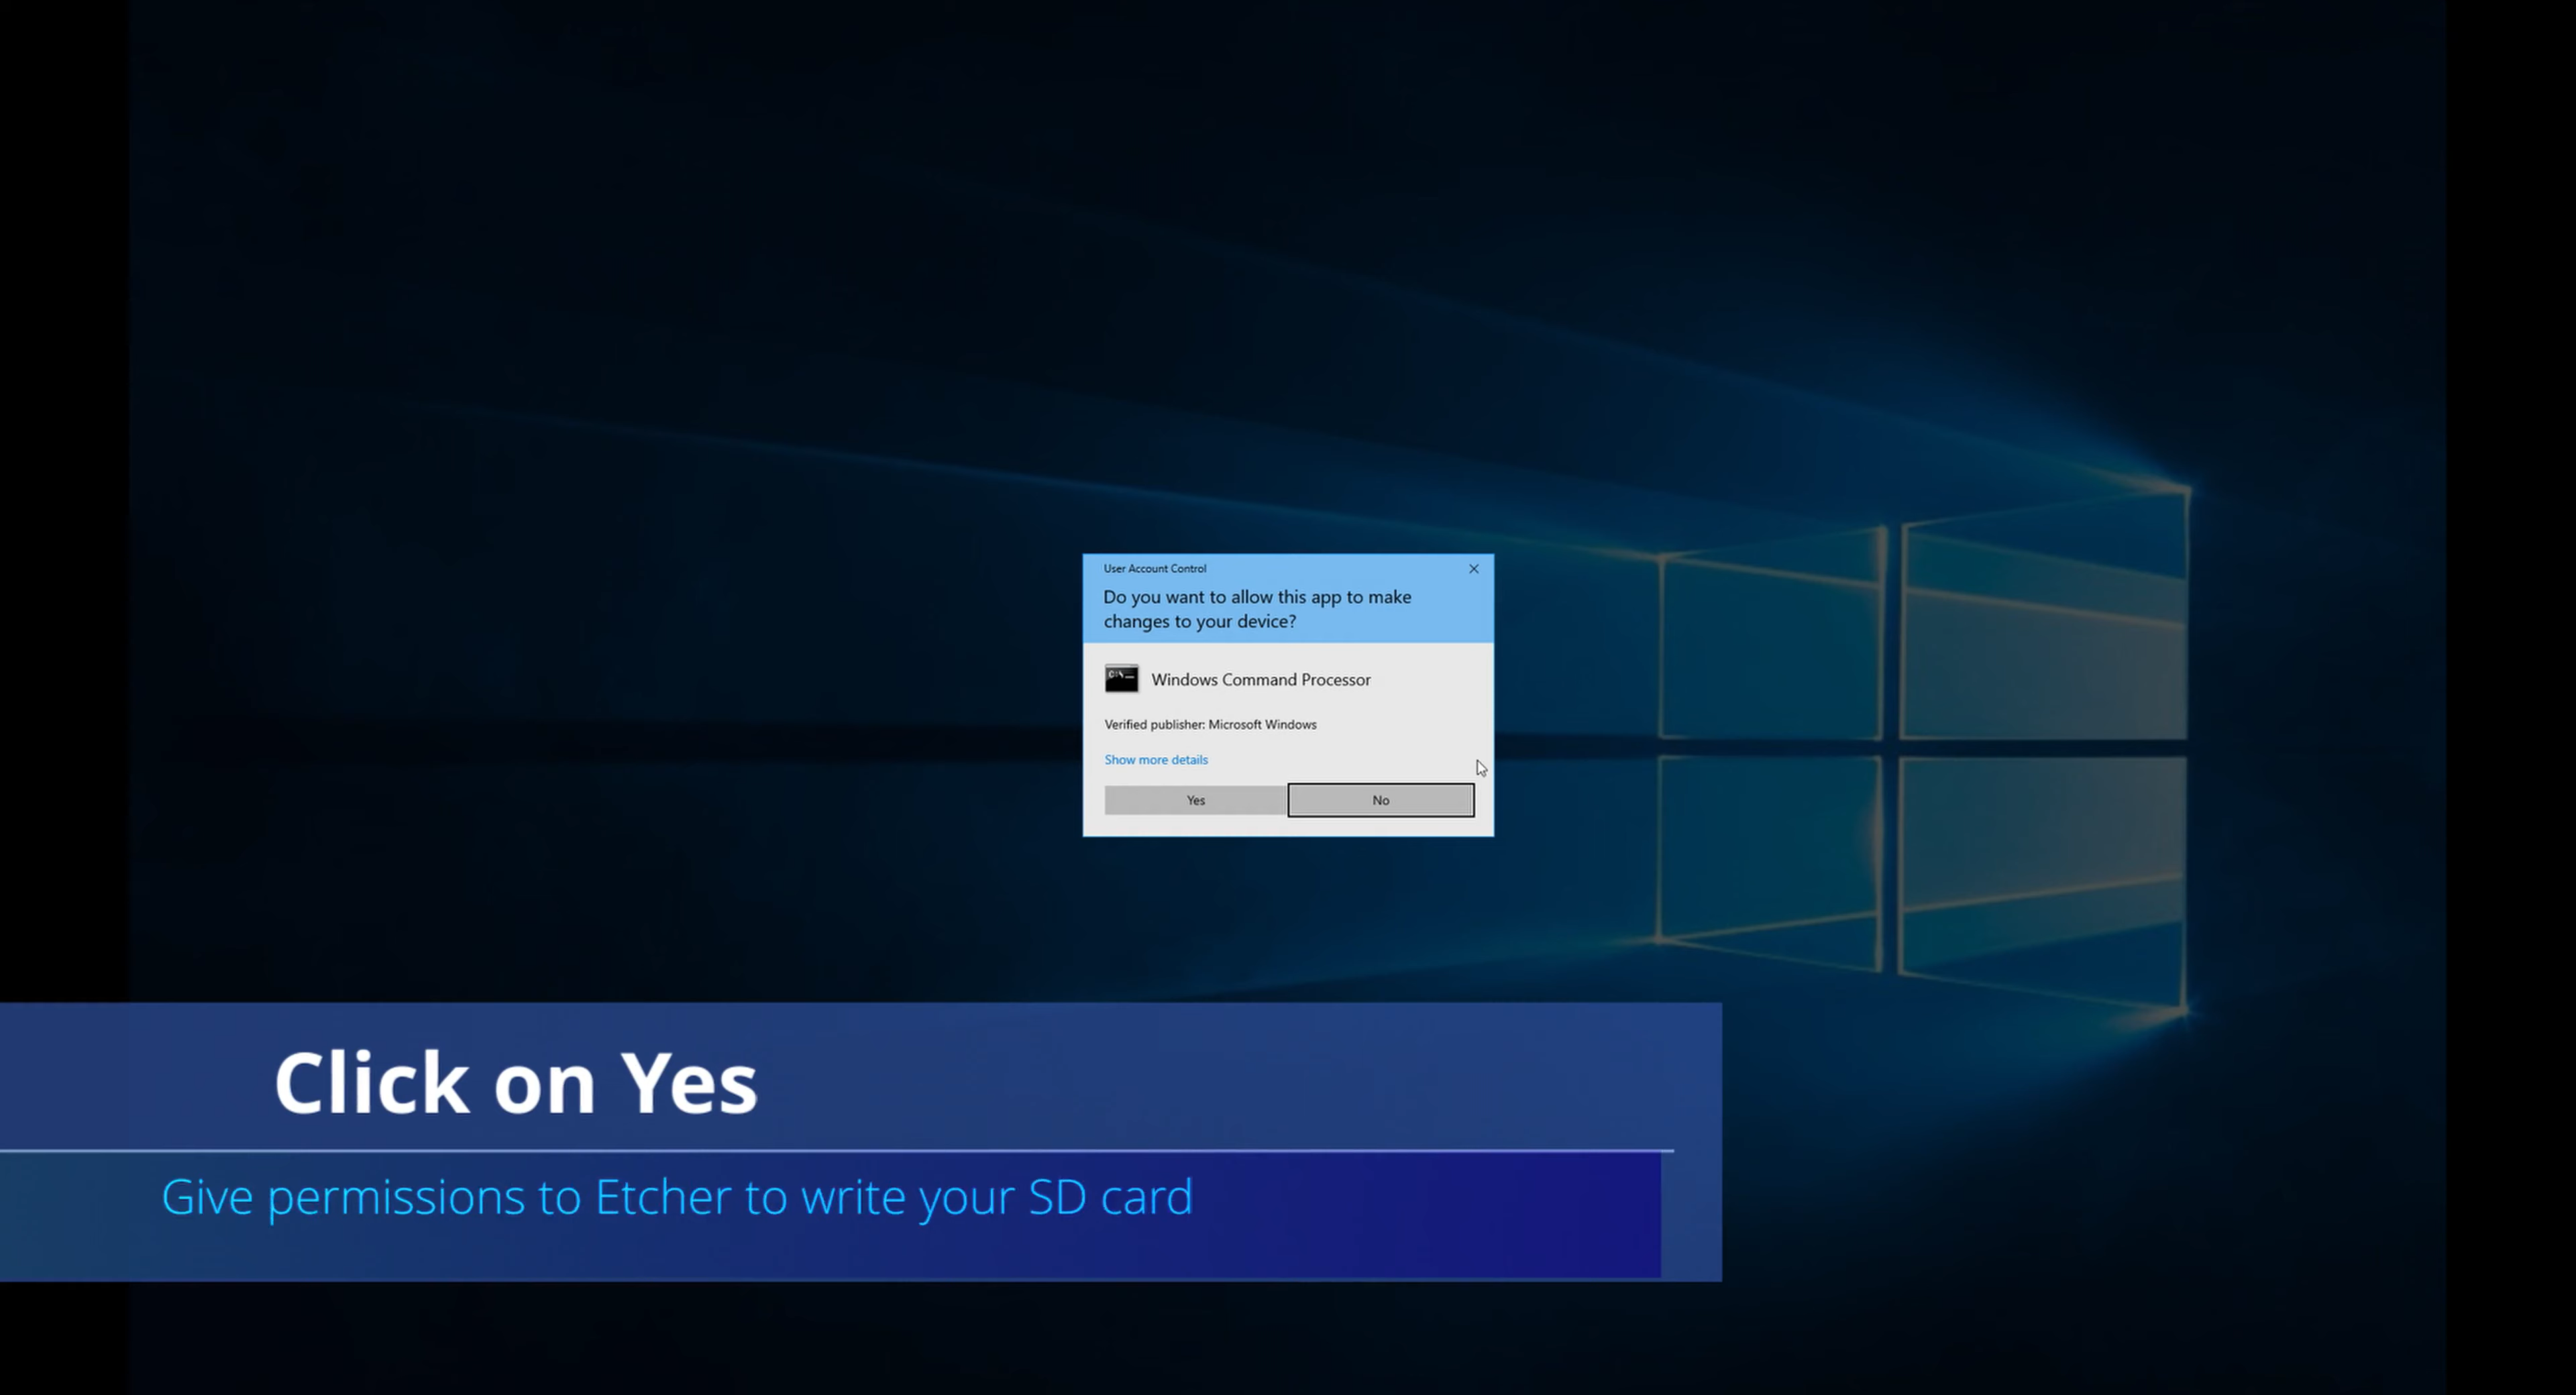 User Account Control
Do you want to allow this app to make
changes to your device?
Windows Command Processor
Verified publisher: Microsoft Windows
Show more details
Yes
No
Click on Yes
Give permissions to Etcher to write your SD card